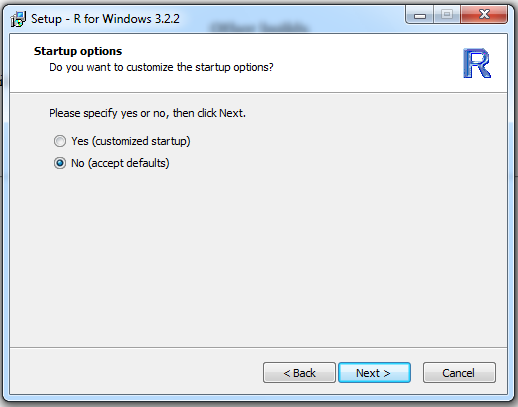 Setup - R for Windows 3.2.2
Startup options
Do you want to customize the startup options?
R
Please specify yes or no, then click Next.
Yes (customized startup)
No (accept defaults)
< Back
Next >
Cancel